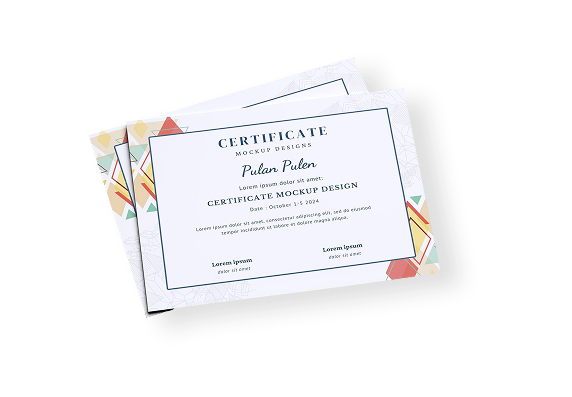 CERTIFICATE
MOCKUP DESIGNS
Pulan Pulen
Lorem ipsum dolor sit amet:
CERTIFICATE MOCKUP DESIGN
Date : October 1-5 2024
Lorem ipsum dolor sit amet, consectetur adipiscing elit, sed do eiusmod
tempor incididunt ut labore et dolore magna aliqua.
Lorem ipsum
dolor sit amet
Lorem ipsum
dolor sit amet